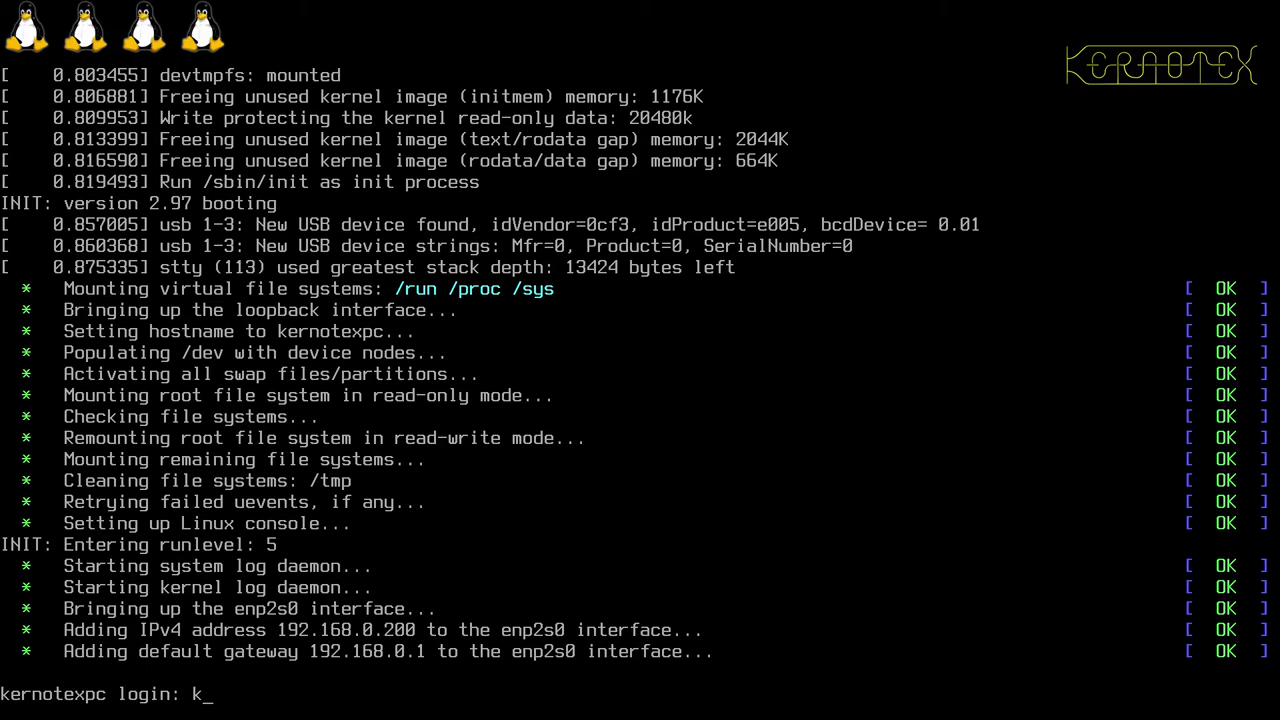 KERNOTEX
[    0.803455] devtmpfs: mounted
[    0.806881] Freeing unused kernel image (initmem) memory: 1176K
[    0.809953] Write protecting the kernel read-only data: 20480k
[    0.813399] Freeing unused kernel image (text/rodata gap) memory: 2044K
[    0.816590] Freeing unused kernel image (rodata/data gap) memory: 664K
[    0.819493] Run /sbin/init as init process
INIT: version 2.97 booting
[    0.857005] usb 1-3: New USB device found, idVendor=0cf3, idProduct=e005, bcdDevice= 0.01
[    0.860368] usb 1-3: New USB device strings: Mfr=0, Product=0, SerialNumber=0
[    0.875335] stty (113) used greatest stack depth: 13424 bytes left
  *   Mounting virtual file systems: /run /proc /sys [  OK  ]
  *   Bringing up the loopback interface... [  OK  ]
  *   Setting hostname to kernotexpc... [  OK  ]
  *   Populating /dev with device nodes... [  OK  ]
  *   Activating all swap files/partitions... [  OK  ]
  *   Mounting root file system in read-only mode... [  OK  ]
  *   Checking file systems... [  OK  ]
  *   Remounting root file system in read-write mode... [  OK  ]
  *   Mounting remaining file systems... [  OK  ]
  *   Cleaning file systems: /tmp [  OK  ]
  *   Retrying failed uevents, if any... [  OK  ]
  *   Setting up Linux console... [  OK  ]
INIT: Entering runlevel: 5
  *   Starting system log daemon... [  OK  ]
  *   Starting kernel log daemon... [  OK  ]
  *   Bringing up the enp2s0 interface... [  OK  ]
  *   Adding IPv4 address 192.168.0.200 to the enp2s0 interface... [  OK  ]
  *   Adding default gateway 192.168.0.1 to the enp2s0 interface... [  OK  ]
kernotexpc login: k_